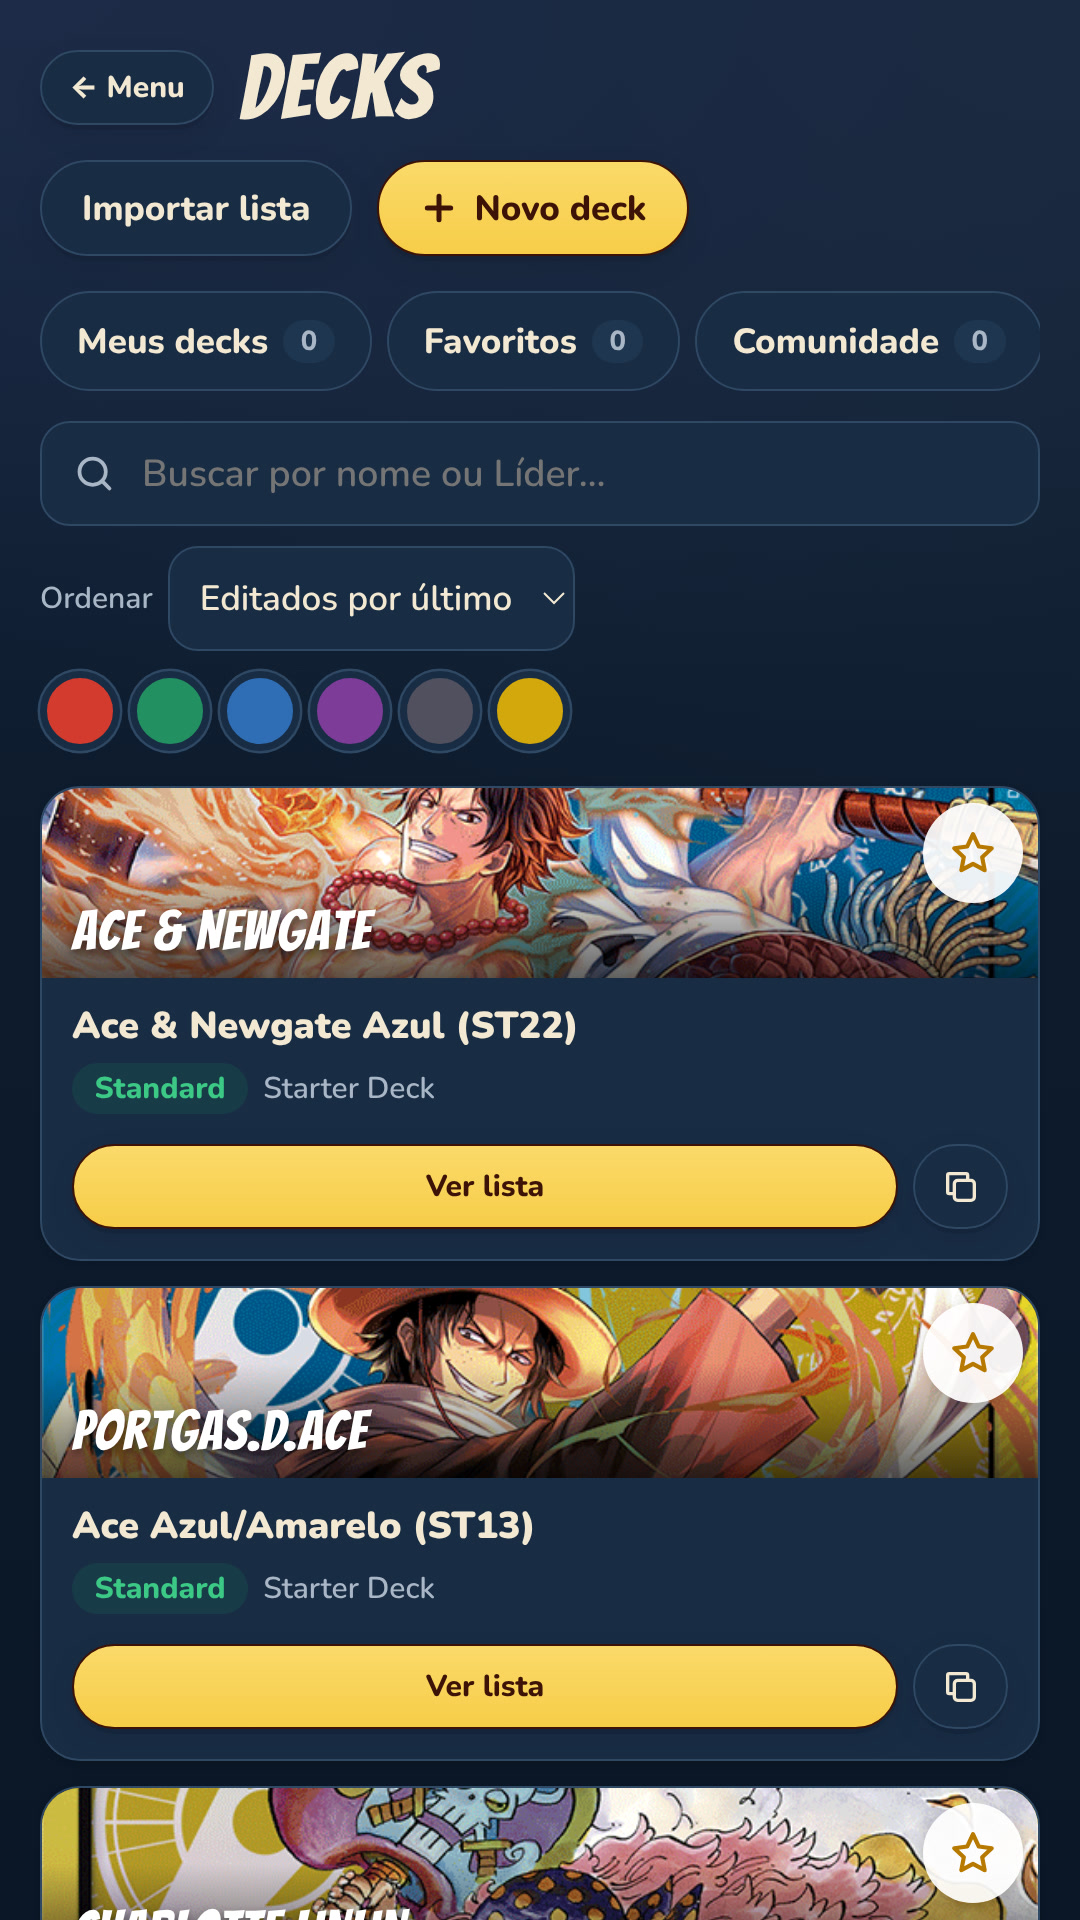 ← Menu
DECKS
Importar lista
+ Novo deck
Meus decks 0
Favoritos 0
Comunidade 0
Buscar por nome ou Líder...
Ordenar
Editados por último
ACE & NEWGATE
Ace & Newgate Azul (ST22)
Standard Starter Deck
Ver lista
PORTGAS.D.ACE
Ace Azul/Amarelo (ST13)
Standard Starter Deck
Ver lista
CHARLOTTE LINLIN